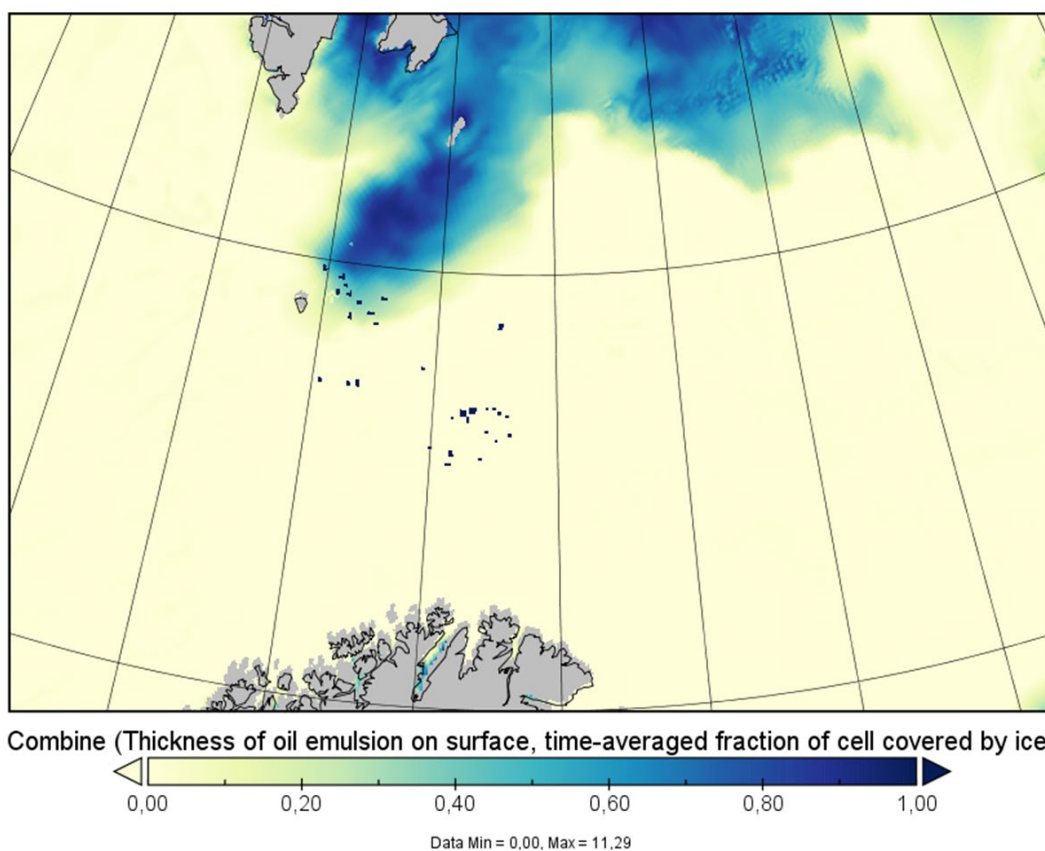 Combine (Thickness of oil emulsion on surface, time-averaged fraction of cell covered by ice
0,00 0,20 0,40 0,60 0,80 1,00
Data Min = 0,00, Max = 11,29